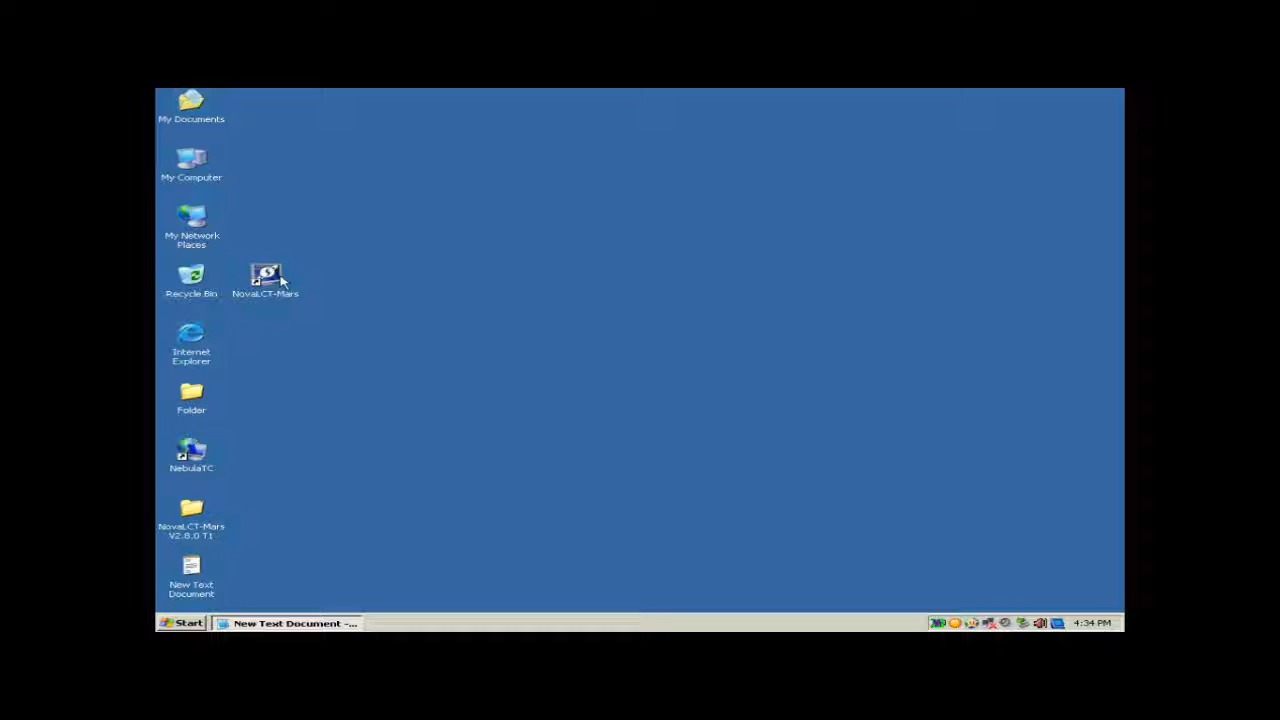 My Documents
My Computer
My Network
Places
Recycle Bin
NovaLCT-Mars
Internet
Explorer
Folder
NebulaTC
NovaLCT-Mars
V2.8.0 T1
New Text
Document
Start
New Text Document -...
4:34 PM